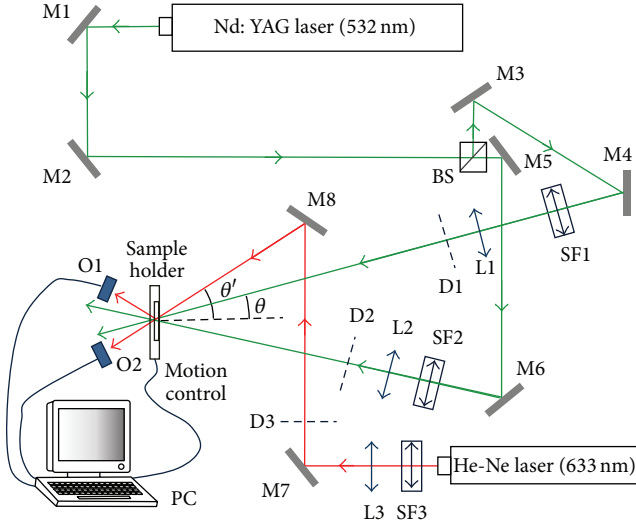 M1
Nd: YAG laser (532 nm)
M3
M2
BS
M5
M4
M8
Sample
holder
O1
θ′
θ
D1
L1
SF1
D2
L2
SF2
O2
Motion
control
M6
D3
PC
M7
L3
SF3
He-Ne laser (633 nm)